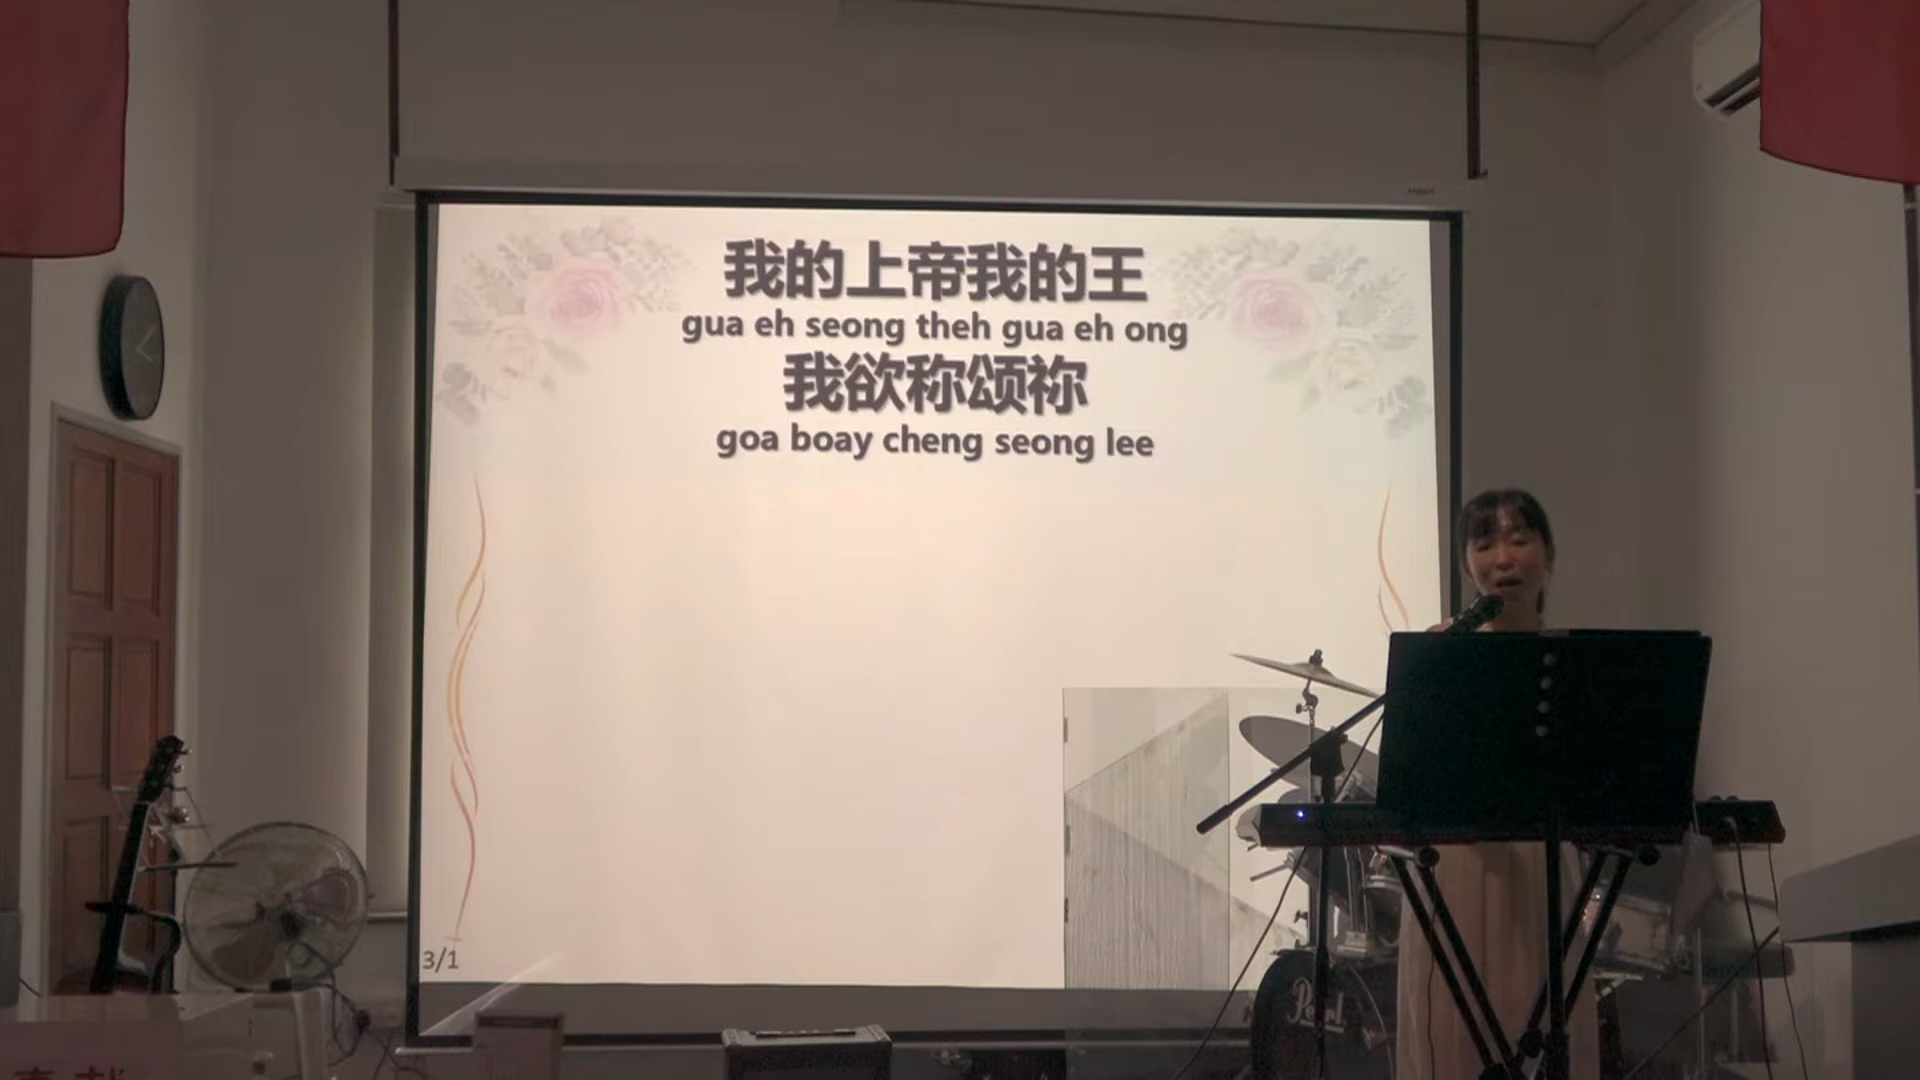 我的上帝我的王
gua eh seong theh gua eh ong
我欲称颂祢
goa boay cheng seong lee
3/1
Pearl